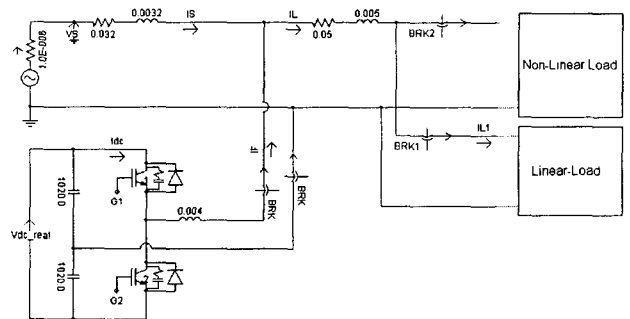 0.0032
IS
IL
0.005
VS
0.032
0.05
BRK2
1.0E-006
Non-Linear Load
Idc
IL1
BRK1
Linear-Load
BRK
BRK
1020.0
G1
0.004
Vdc_real
1020.0
2
G2